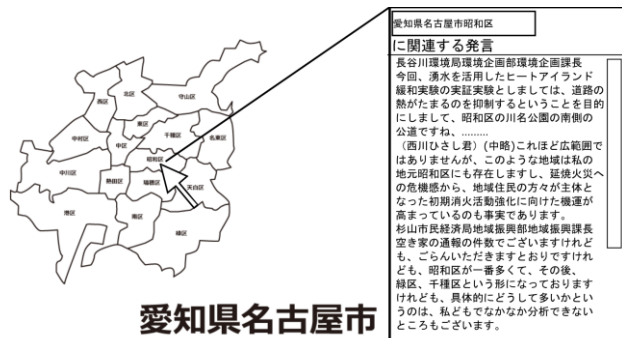 愛知県名古屋市昭和区
に関連する発言
長谷川環境局環境企画部環境企画課長
今回、湧水を活用したヒートアイランド
緩和実験の実証実験としましては、道路の
熱がたまるのを抑制するということを目的
にしまして、昭和区の川名公園の南側の
公道ですね、.........
（西川ひさし君）(中略)これほど広範囲で
はありませんが、このような地域は私の
地元昭和区にも存在しますし、延焼火災へ
の危機感から、地域住民の方々が主体と
なった初期消火活動強化に向けた機運が
高まっているのも事実であります。
杉山市民経済局地域振興部地域振興課長
空き家の通報の件数でございますけれど
も、ごらんいただきますとおりですけれ
ども、昭和区が一番多くて、その後、
緑区、千種区という形になっております
けれども、具体的にどうして多いかとい
うのは、私どもでなかなか分析できない
ところもございます。
北区
西区
守山区
東区
千種区
名東区
中村区
中区
昭和区
中川区
熱田区
瑞穂区
天白区
港区
南区
緑区
愛知県名古屋市